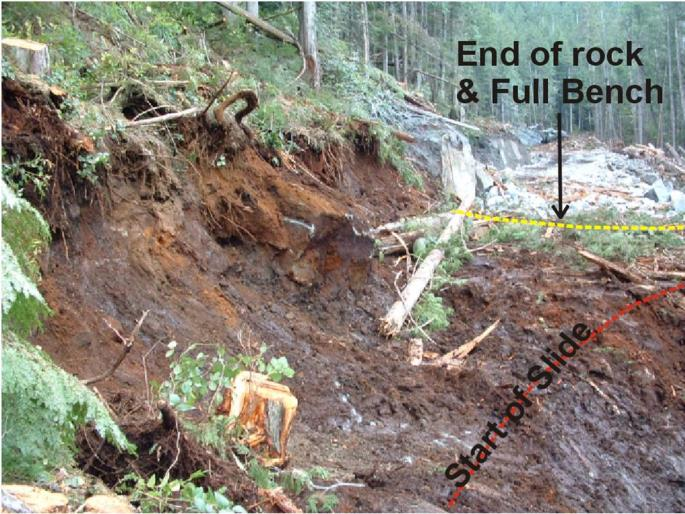 End of rock
& Full Bench
Start of Slide